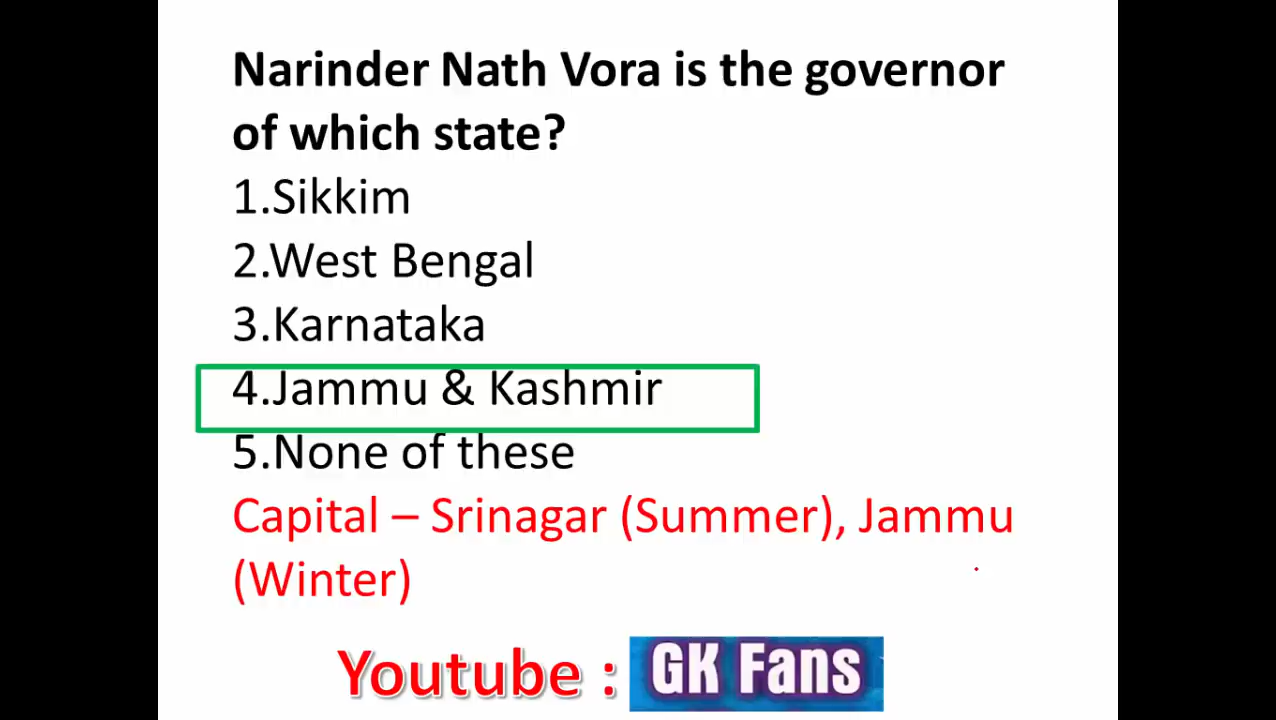 Narinder Nath Vora is the governor
of which state?
1.Sikkim
2.West Bengal
3.Karnataka
4.Jammu & Kashmir
5.None of these
Capital – Srinagar (Summer), Jammu
(Winter)
Youtube : GK Fans